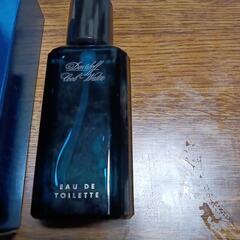 Davidoff
Cool Water
EAU DE
TOILETTE